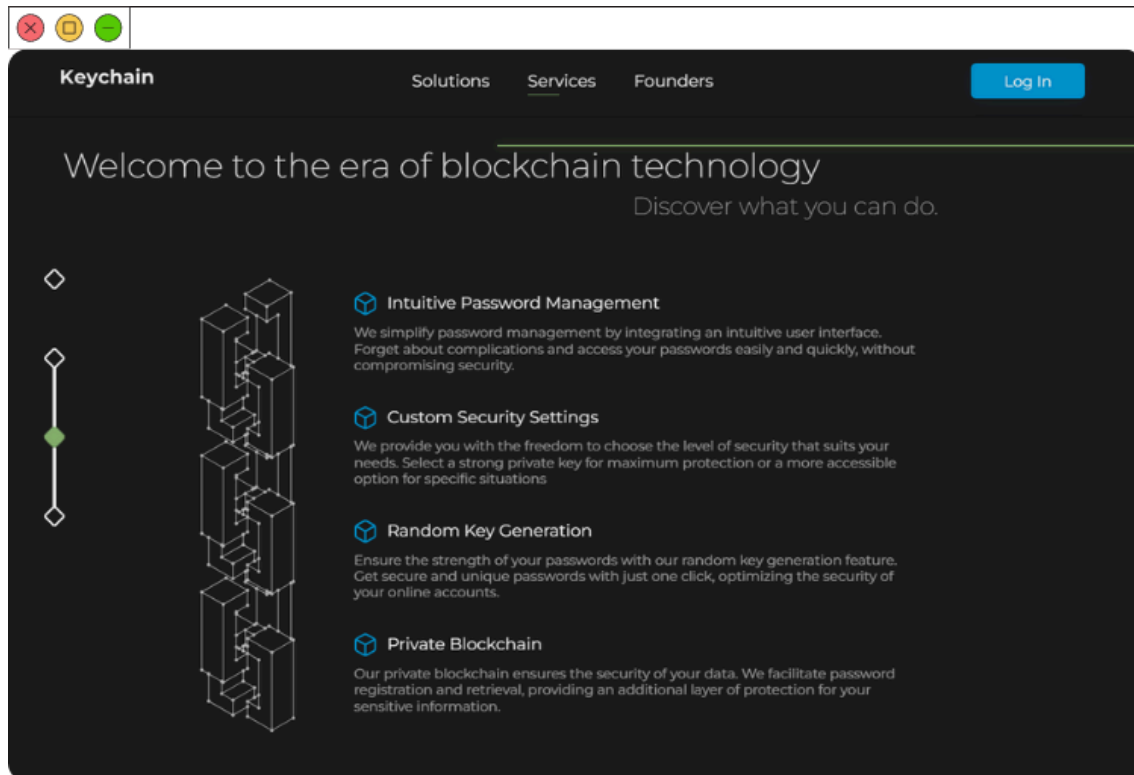 Keychain
Solutions
Services
Founders
Log In
Welcome to the era of blockchain technology
Discover what you can do.
Intuitive Password Management
We simplify password management by integrating an intuitive user interface.
Forget about complications and access your passwords easily and quickly, without
compromising security.
Custom Security Settings
We provide you with the freedom to choose the level of security that suits your
needs. Select a strong private key for maximum protection or a more accessible
option for specific situations
Random Key Generation
Ensure the strength of your passwords with our random key generation feature.
Get secure and unique passwords with just one click, optimizing the security of
your online accounts.
Private Blockchain
Our private blockchain ensures the security of your data. We facilitate password
registration and retrieval, providing an additional layer of protection for your
sensitive information.